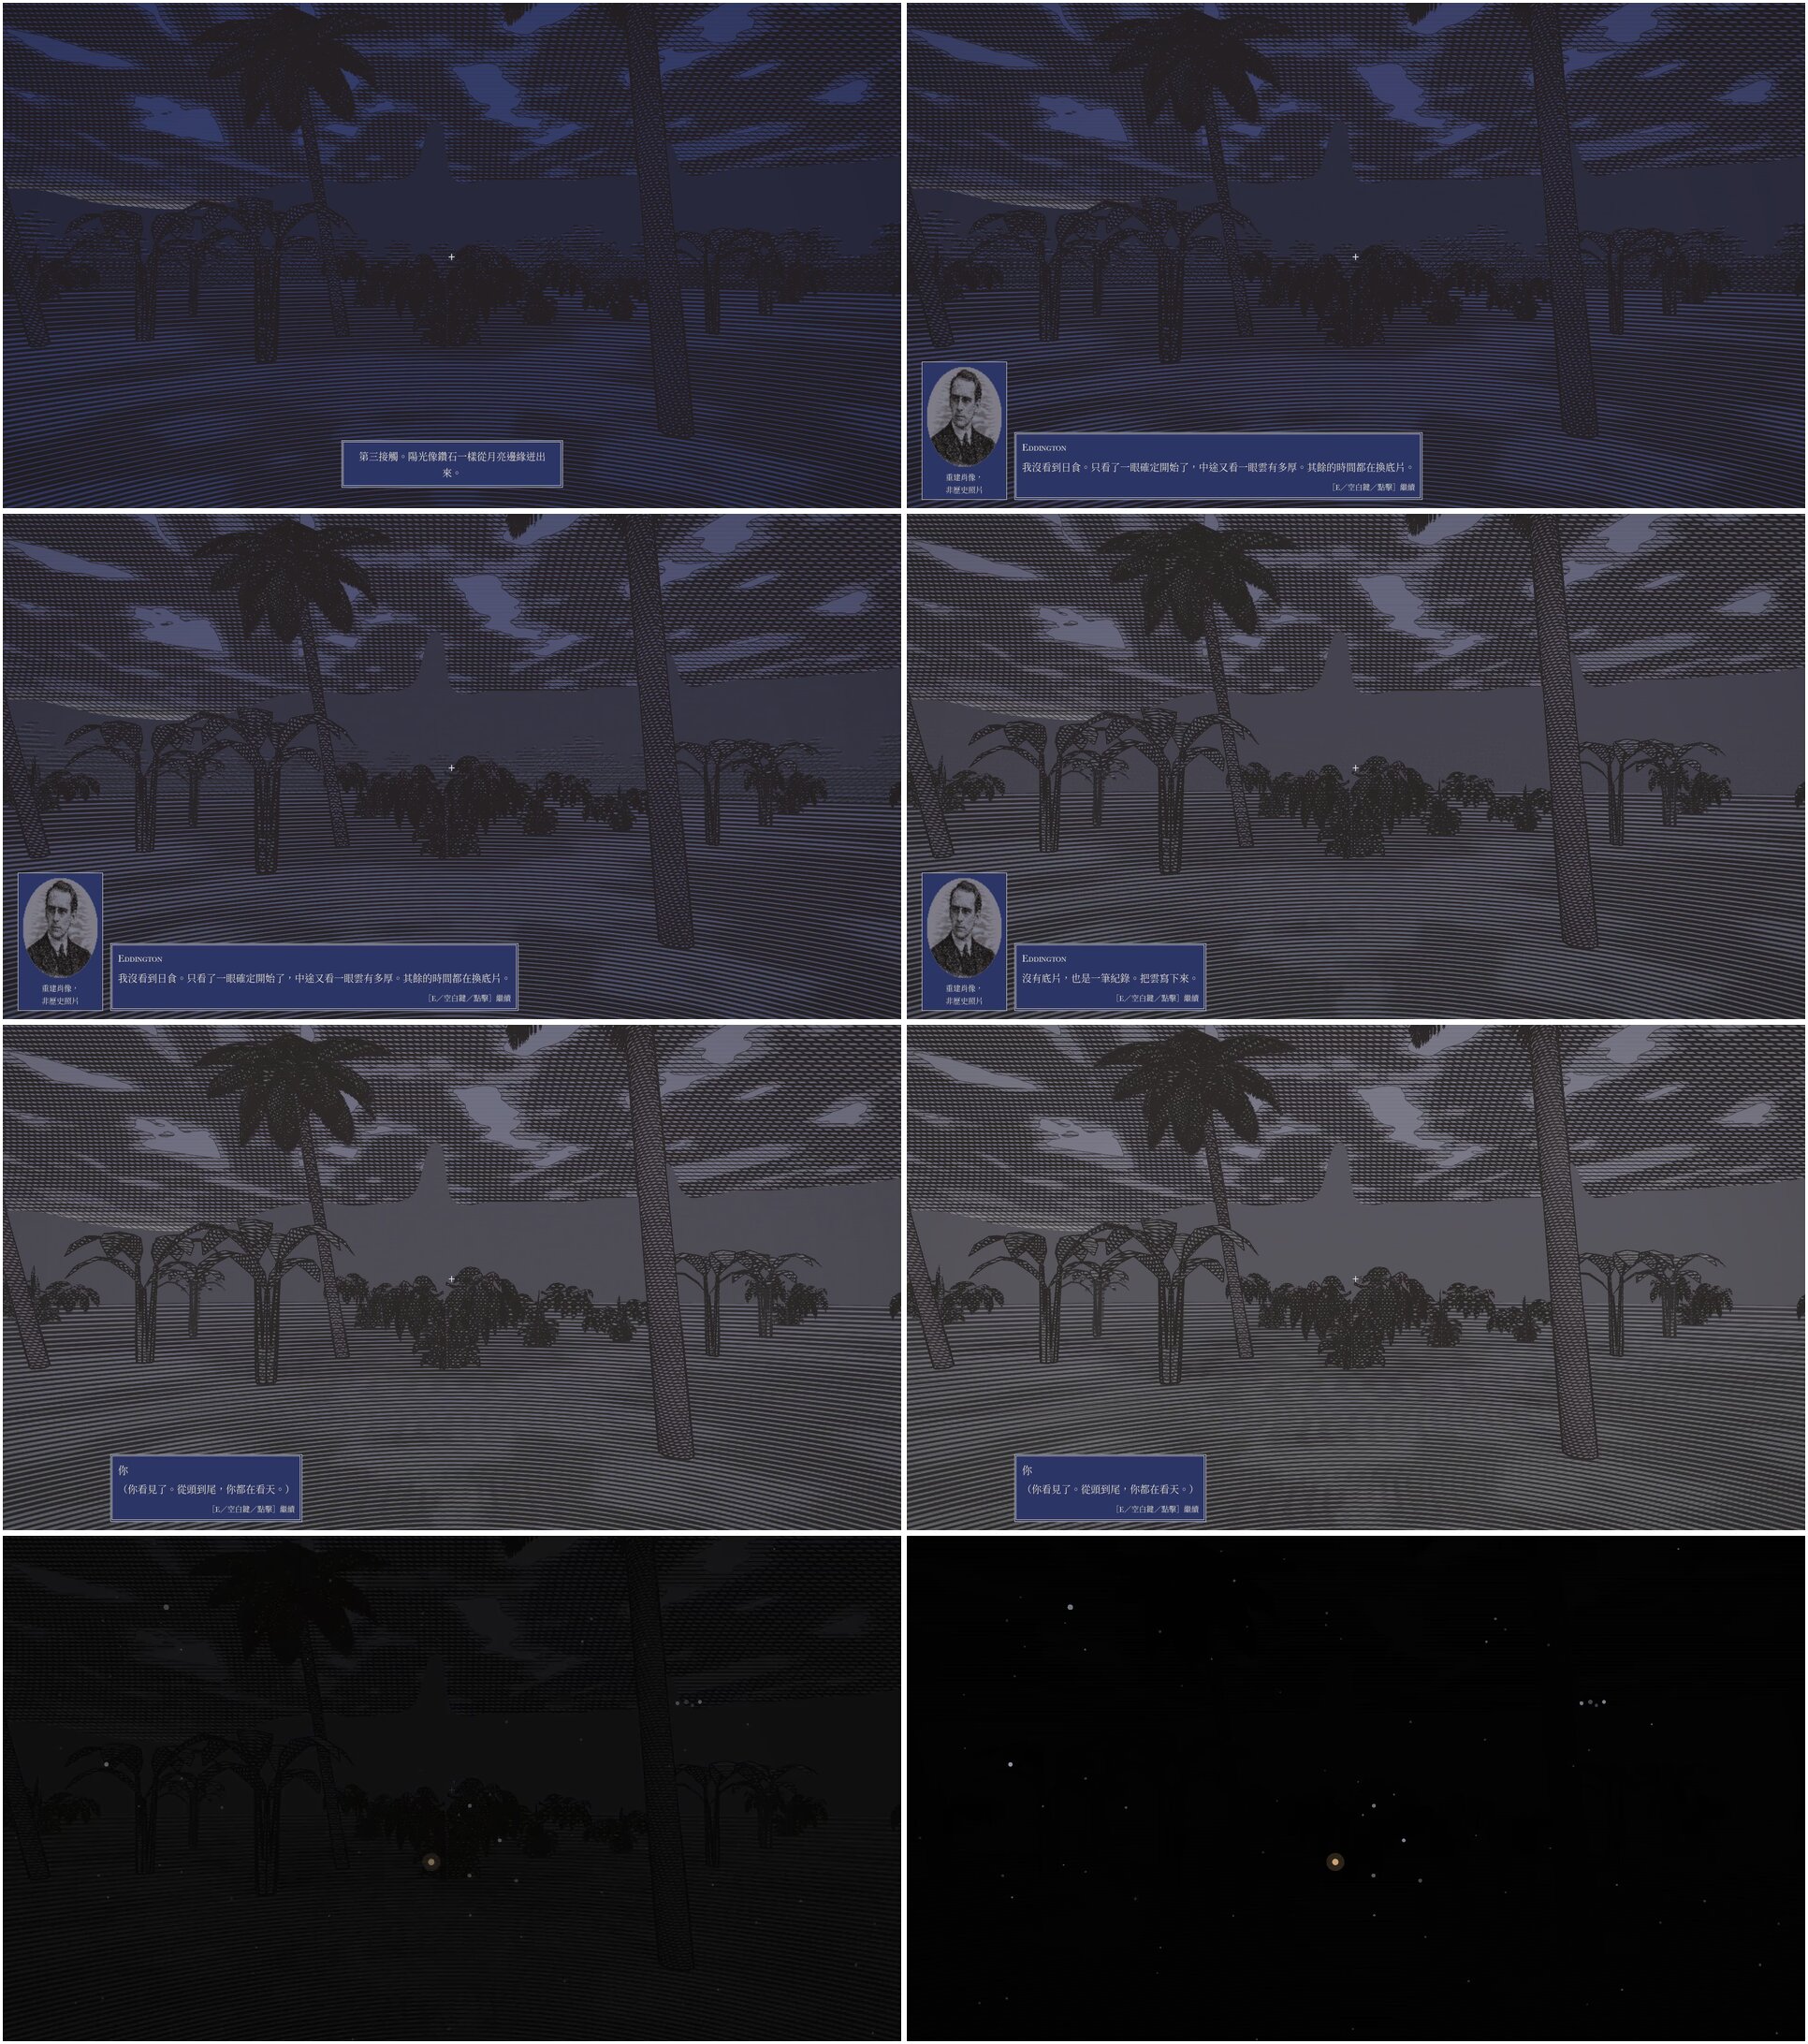 第三接觸。陽光像鑽石一樣從月亮邊緣迸出
來。
EDDINGTON
我沒看到日食。只看了一眼確定開始了，中途又看一眼雲有多厚。其餘的時間都在換底片。
[E／空白鍵／點擊] 繼續
重建肖像，
非歷史照片
EDDINGTON
我沒看到日食。只看了一眼確定開始了，中途又看一眼雲有多厚。其餘的時間都在換底片。
[E／空白鍵／點擊] 繼續
重建肖像，
非歷史照片
EDDINGTON
沒有底片，也是一筆紀錄。把雲寫下來。
[E／空白鍵／點擊] 繼續
重建肖像，
非歷史照片
你
（你看見了。從頭到尾，你都在看天。）
[E／空白鍵／點擊] 繼續
你
（你看見了。從頭到尾，你都在看天。）
[E／空白鍵／點擊] 繼續